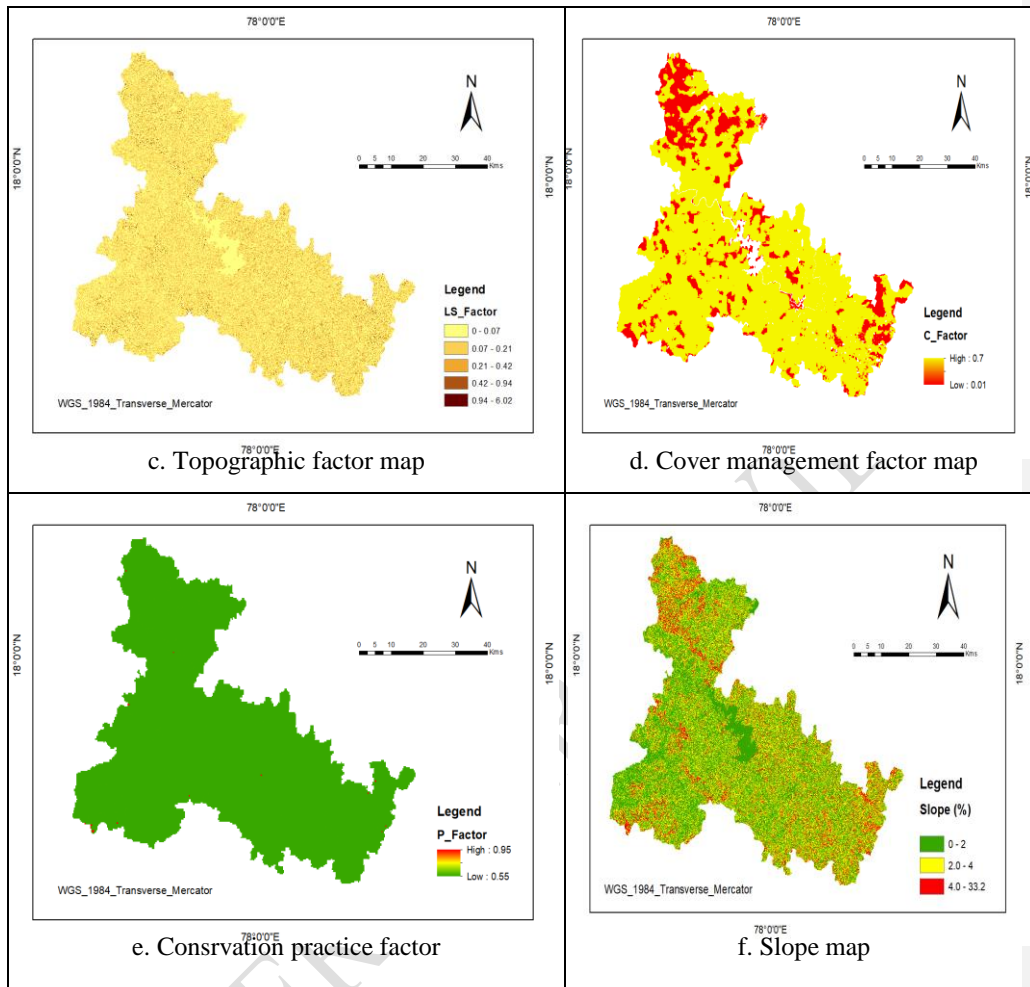 78°0'0"E
N
0 5 10 20 30 40
Kms
18°0'0"N
18°0'0"N
Legend
LS_Factor
0 - 0.07
0.07 - 0.21
0.21 - 0.42
0.42 - 0.94
0.94 - 6.02
WGS_1984_Transverse_Mercator
78°0'0"E
c. Topographic factor map
78°0'0"E
N
0 5 10 20 30 40
Kms
18°0'0"N
18°0'0"N
Legend
C_Factor
High : 0.7
Low : 0.01
WGS_1984_Transverse_Mercator
78°0'0"E
d. Cover management factor map
78°0'0"E
N
0 5 10 20 30 40
Kms
18°0'0"N
18°0'0"N
Legend
P_Factor
High : 0.95
Low : 0.55
WGS_1984_Transverse_Mercator
78°0'0"E
e. Consrvation practice factor
78°0'0"E
N
0 5 10 20 30 40
Kms
18°0'0"N
18°0'0"N
Legend
Slope (%)
0 - 2
2.0 - 4
4.0 - 33.2
WGS_1984_Transverse_Mercator
78°0'0"E
f. Slope map